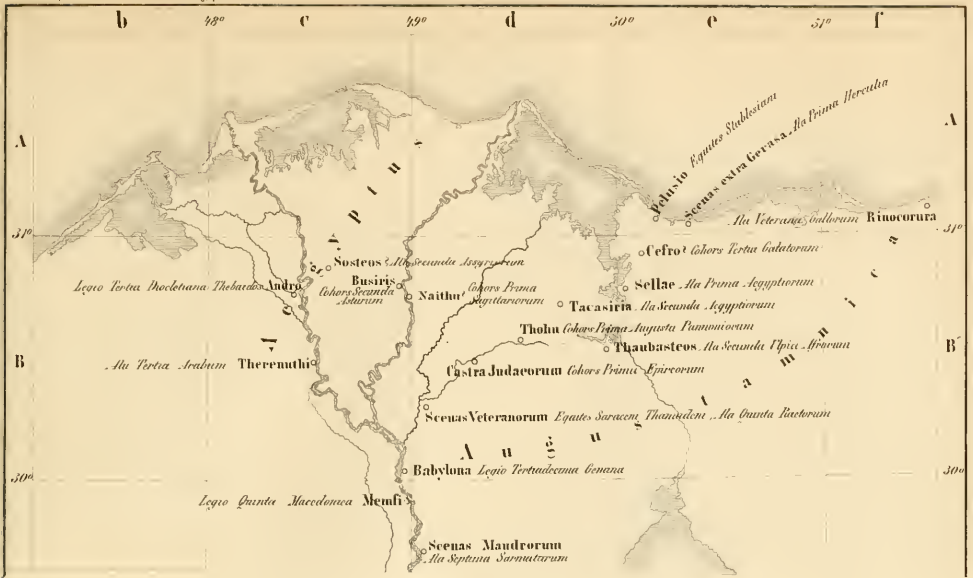 b c d e f
48° 49° 50° 51°
A A
Pelusio Equites Stablesiani
Scenas extra Gerasa Ala Prima Herculia
Ala Veterana Gallorum Rinocorura
31° 31°
Cefro? Cohors Tertia Galatorum
Sosteos? Ala Secunda Assyriorum
Legio Tertia Diocletiana Thebaidos Andro
Busiris
Cohors Secunda
Asturum
Naithu? Cohors Prima
Sagittariorum
Sellae Ala Prima Aegyptiorum
Tacasiria Ala Secunda Aegyptiorum
Thohu Cohors Prima Augusta Pannoniorum
Thaubasteos Ala Secunda Ulpia Afrorum
B B
Ala Tertia Arabum Therenuthi
Castra Judaeorum Cohors Prima Epireorum
Scenas Veteranorum Equites Saraceni Thamudeni, Ala Quinta Raetorum
Aegyptus
Augustamnica
Babylona Legio Tertiadecima Gemina
30° 30°
Legio Quinta Macedonica Memfi
Scenas Mandrorum
Ala Septima Sarmatarum